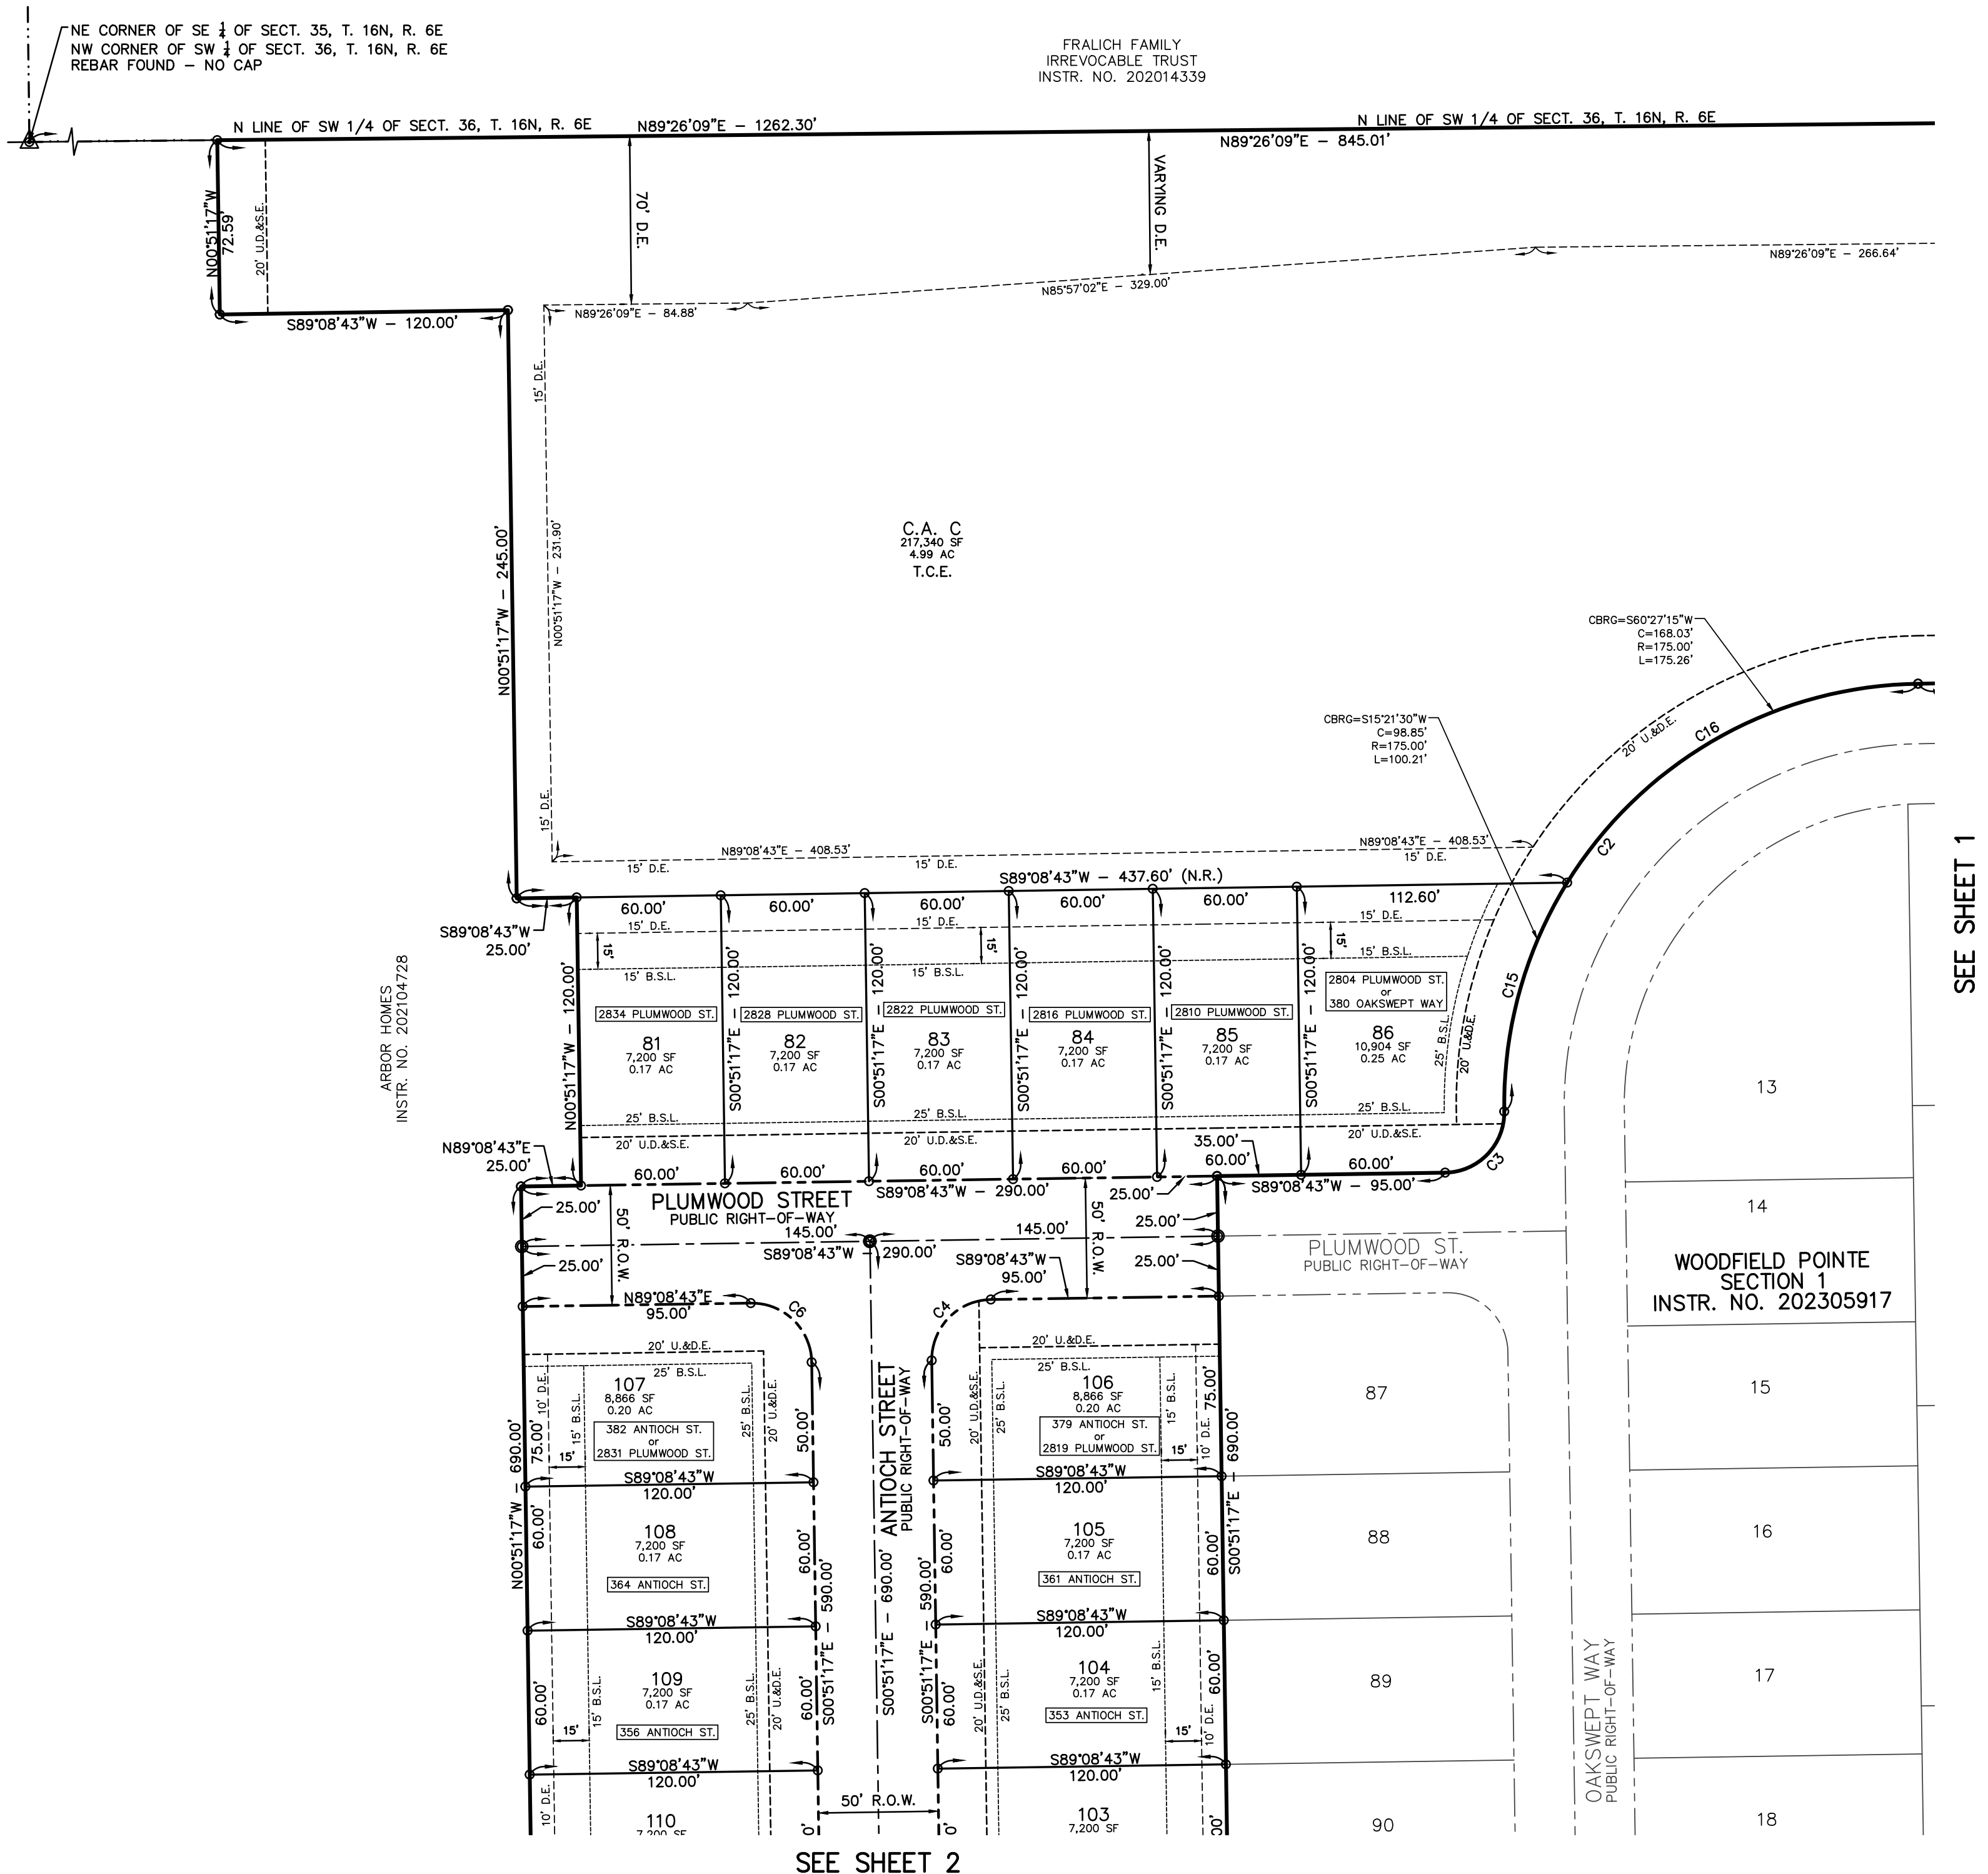 NE CORNER OF SE 1/4 OF SECT. 35, T. 16N, R. 6E
NW CORNER OF SW 1/4 OF SECT. 36, T. 16N, R. 6E
REBAR FOUND – NO CAP
FRALICH FAMILY
IRREVOCABLE TRUST
INSTR. NO. 202014339
N LINE OF SW 1/4 OF SECT. 36, T. 16N, R. 6E
N89°26'09"E – 1262.30'
N LINE OF SW 1/4 OF SECT. 36, T. 16N, R. 6E
N89°26'09"E – 845.01'
N00°51'17"W
72.59'
20' U.D.&S.E.
70' D.E.
VARYING D.E.
S89°08'43"W – 120.00'
N89°26'09"E – 84.88'
N85°57'02"E – 329.00'
N89°26'09"E – 266.64'
15' D.E.
N00°51'17"W – 245.00'
N00°51'17"W – 231.90'
15' D.E.
C.A. C
217,340 SF
4.99 AC
T.C.E.
CBRG=S60°27'15"W
C=168.03'
R=175.00'
L=175.26'
CBRG=S15°21'30"W
C=98.85'
R=175.00'
L=100.21'
20' U.&D.E.
C16
C2
C15
C3
SEE SHEET 1
N89°08'43"E – 408.53'
N89°08'43"E – 408.53'
15' D.E.
15' D.E.
15' D.E.
S89°08'43"W – 437.60' (N.R.)
60.00'
60.00'
60.00'
60.00'
60.00'
112.60'
S89°08'43"W
25.00'
15' D.E.
15' D.E.
15' D.E.
15'
15'
15'
15' B.S.L.
15' B.S.L.
15' B.S.L.
ARBOR HOMES
INSTR. NO. 202104728
N00°51'17"W – 120.00'
2834 PLUMWOOD ST.
81
7,200 SF
0.17 AC
S00°51'17"E – 120.00'
2828 PLUMWOOD ST.
82
7,200 SF
0.17 AC
S00°51'17"E – 120.00'
2822 PLUMWOOD ST.
83
7,200 SF
0.17 AC
S00°51'17"E – 120.00'
2816 PLUMWOOD ST.
84
7,200 SF
0.17 AC
S00°51'17"E – 120.00'
2810 PLUMWOOD ST.
85
7,200 SF
0.17 AC
S00°51'17"E – 120.00'
2804 PLUMWOOD ST.
or
380 OAKSWEPT WAY
86
10,904 SF
0.25 AC
25' B.S.L.
20' U.&D.E.
25' B.S.L.
25' B.S.L.
25' B.S.L.
20' U.D.&S.E.
20' U.D.&S.E.
20' U.D.&S.E.
N89°08'43"E
25.00'
60.00'
60.00'
60.00'
60.00'
35.00'
60.00'
60.00'
S89°08'43"W – 290.00'
25.00'
S89°08'43"W – 95.00'
25.00'
PLUMWOOD STREET
PUBLIC RIGHT–OF–WAY
50' R.O.W.
50' R.O.W.
145.00'
145.00'
25.00'
S89°08'43"W – 290.00'
25.00'
25.00'
S89°08'43"W
95.00'
N89°08'43"E
95.00'
C6
C4
PLUMWOOD ST.
PUBLIC RIGHT–OF–WAY
13
14
WOODFIELD POINTE
SECTION 1
INSTR. NO. 202305917
15
16
17
18
87
88
89
90
OAKSWEPT WAY
PUBLIC RIGHT–OF–WAY
20' U.&D.E.
25' B.S.L.
107
8,866 SF
0.20 AC
382 ANTIOCH ST.
or
2831 PLUMWOOD ST.
10' D.E.
15' B.S.L.
15'
25' B.S.L.
20' U.&D.E.
75.00'
50.00'
N00°51'17"W – 690.00'
S89°08'43"W
120.00'
60.00'
108
7,200 SF
0.17 AC
364 ANTIOCH ST.
60.00'
S89°08'43"W
120.00'
60.00'
109
7,200 SF
0.17 AC
356 ANTIOCH ST.
15' B.S.L.
15'
25' B.S.L.
20' U.&D.E.
60.00'
S00°51'17"E – 590.00'
S89°08'43"W
120.00'
10' D.E.
110
7,200 SF
S00°51'17"E – 690.00'
ANTIOCH STREET
PUBLIC RIGHT–OF–WAY
50' R.O.W.
20' U.&D.E.
25' B.S.L.
106
8,866 SF
0.20 AC
379 ANTIOCH ST.
or
2819 PLUMWOOD ST.
20' U.D.&S.E.
25' B.S.L.
15' B.S.L.
15'
10' D.E.
75.00'
50.00'
S00°51'17"E – 690.00'
S89°08'43"W
120.00'
60.00'
105
7,200 SF
0.17 AC
361 ANTIOCH ST.
60.00'
S89°08'43"W
120.00'
S00°51'17"E – 590.00'
60.00'
104
7,200 SF
0.17 AC
353 ANTIOCH ST.
20' U.D.&S.E.
25' B.S.L.
15' B.S.L.
15'
10' D.E.
60.00'
S89°08'43"W
120.00'
103
7,200 SF
SEE SHEET 2